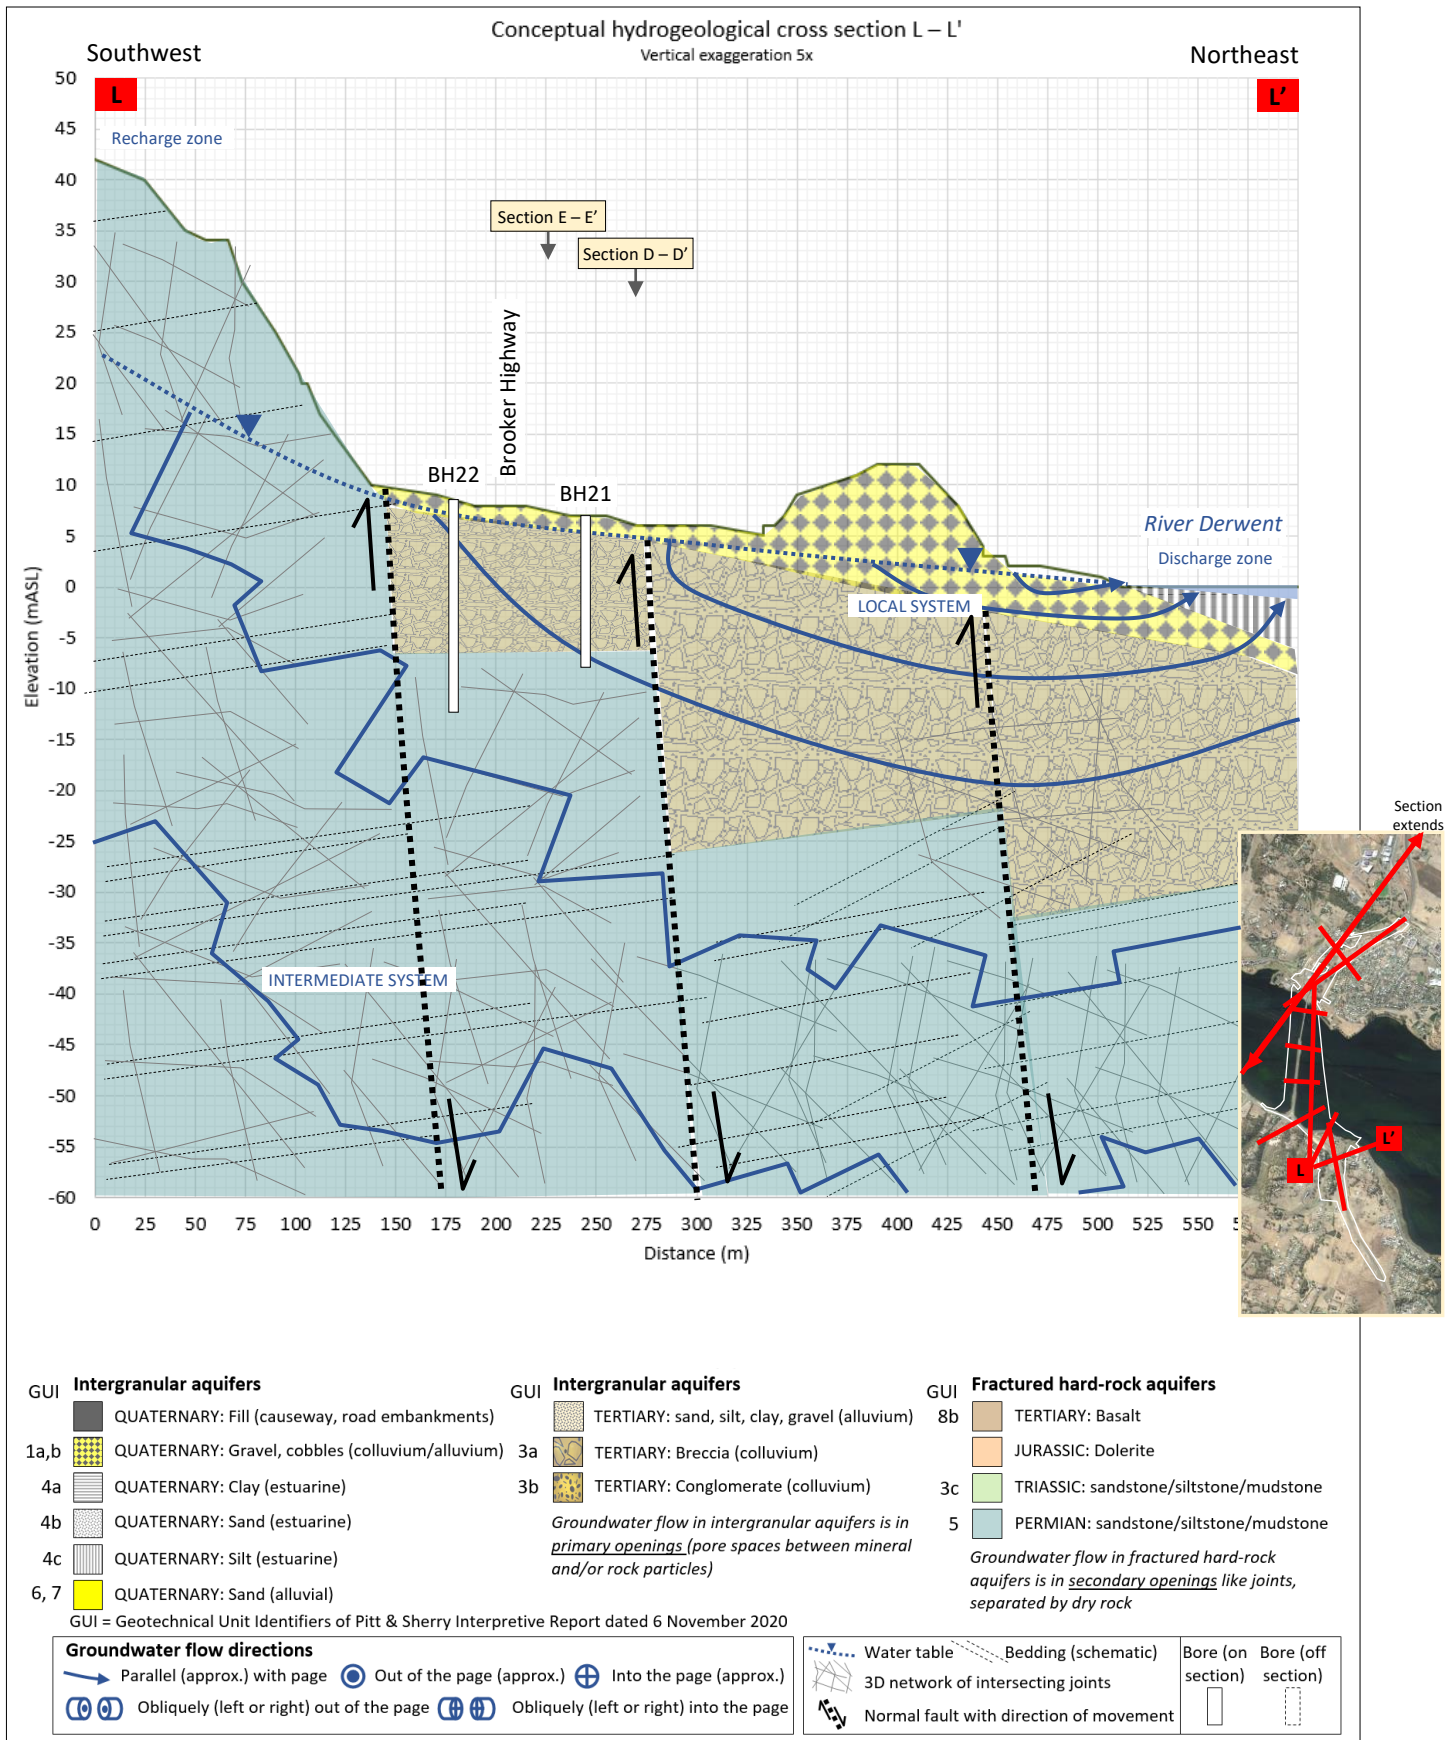 Conceptual hydrogeological cross section L – L'
Vertical exaggeration 5x
Southwest
Northeast
L
L’
Recharge zone
Section E – E’
Section D – D’
Brooker Highway
BH22
BH21
River Derwent
Discharge zone
LOCAL SYSTEM
INTERMEDIATE SYSTEM
Elevation (mASL)
50
45
40
35
30
25
20
15
10
5
0
-5
-10
-15
-20
-25
-30
-35
-40
-45
-50
-55
-60
0 25 50 75 100 125 150 175 200 225 250 275 300 325 350 375 400 425 450 475 500 525 550
Distance (m)
Section
extends
L
L’
GUI
Intergranular aquifers
QUATERNARY: Fill (causway, road embankments)
1a,b QUATERNARY: Gravel, cobbles (colluvium/alluvium)
4a QUATERNARY: Clay (estuarine)
4b QUATERNARY: Sand (estuarine)
4c QUATERNARY: Silt (estuarine)
6, 7 QUATERNARY: Sand (alluvial)
GUI
Intergranular aquifers
TERTIARY: sand, silt, clay, gravel (alluvium)
3a TERTIARY: Breccia (colluvium)
3b TERTIARY: Conglomerate (colluvium)
Groundwater flow in intergranular aquifers is in
primary openings (pore spaces between mineral
and/or rock particles)
GUI
Fractured hard-rock aquifers
8b TERTIARY: Basalt
JURASSIC: Dolerite
3c TRIASSIC: sandstone/siltstone/mudstone
5 PERMIAN: sandstone/siltstone/mudstone
Groundwater flow in fractured hard-rock
aquifers is in secondary openings like joints,
separated by dry rock
GUI = Geotechnical Unit Identifiers of Pitt & Sherry Interpretive Report dated 6 November 2020
Groundwater flow directions
Parallel (approx.) with page
Out of the page (approx.)
Into the page (approx.)
Obliquely (left or right) out of the page
Obliquely (left or right) into the page
Water table
Bedding (schematic)
3D network of intersecting joints
Normal fault with direction of movement
Bore (on
section)
Bore (off
section)